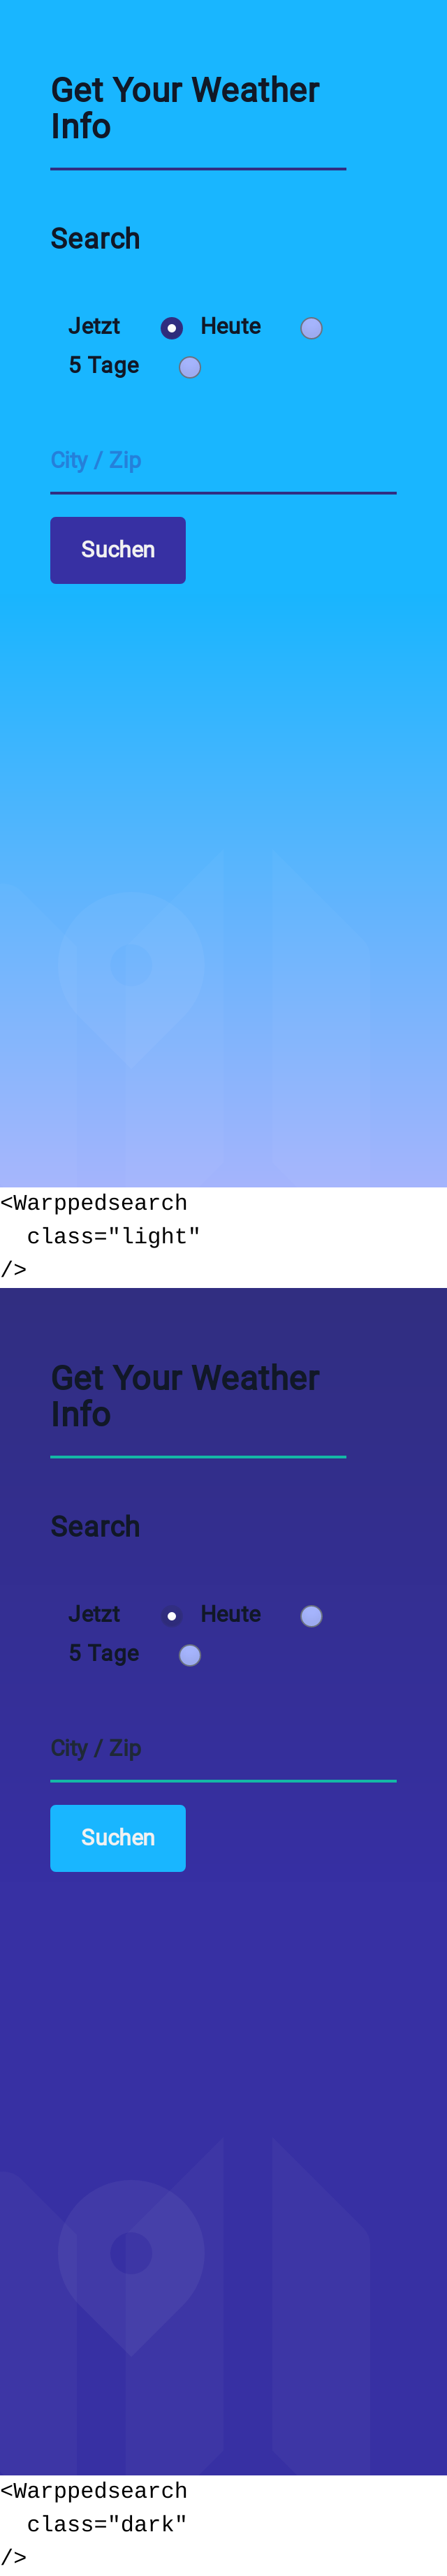 Get Your Weather
Info
Search
Jetzt Heute
5 Tage
City / Zip
Suchen
<Warppedsearch
  class="light"
/>
Get Your Weather
Info
Search
Jetzt Heute
5 Tage
City / Zip
Suchen
<Warppedsearch
  class="dark"
/>